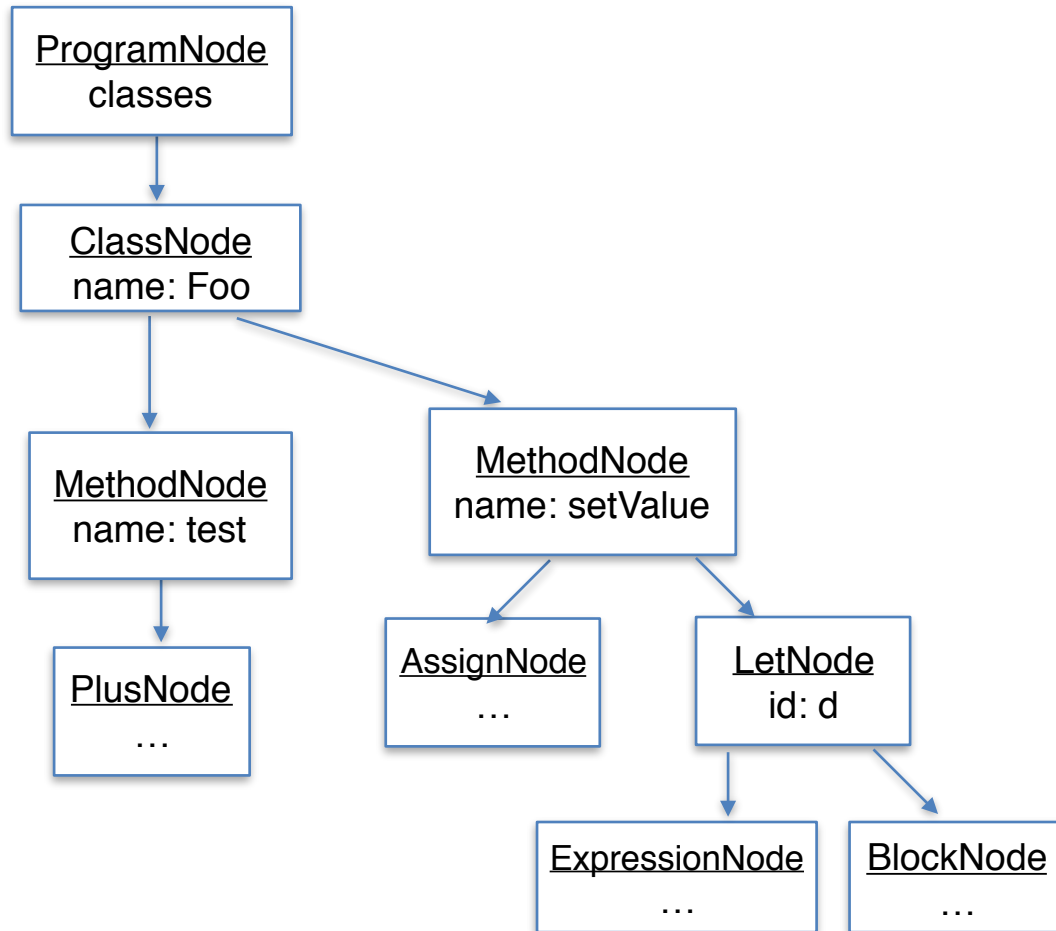 ProgramNode
classes
ClassNode
name: Foo
MethodNode
name: test
MethodNode
name: setValue
PlusNode
…
AssignNode
…
LetNode
id: d
ExpressionNode
…
BlockNode
…